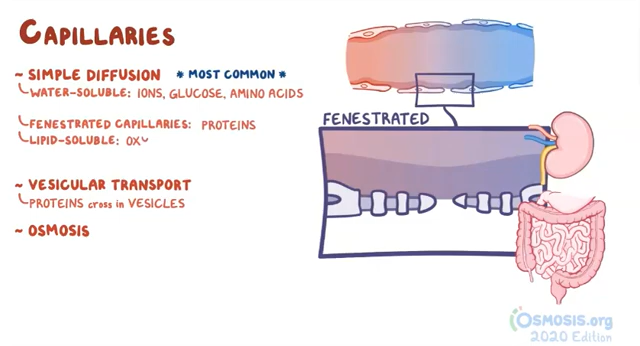 CAPILLARIES
~ SIMPLE DIFFUSION * MOST COMMON *
WATER-SOLUBLE: IONS, GLUCOSE, AMINO ACIDS
FENESTRATED CAPILLARIES: PROTEINS
LIPID-SOLUBLE: OX
~ VESICULAR TRANSPORT
PROTEINS cross in VESICLES
~ OSMOSIS
FENESTRATED
OSMOSIS.org
2020 Edition